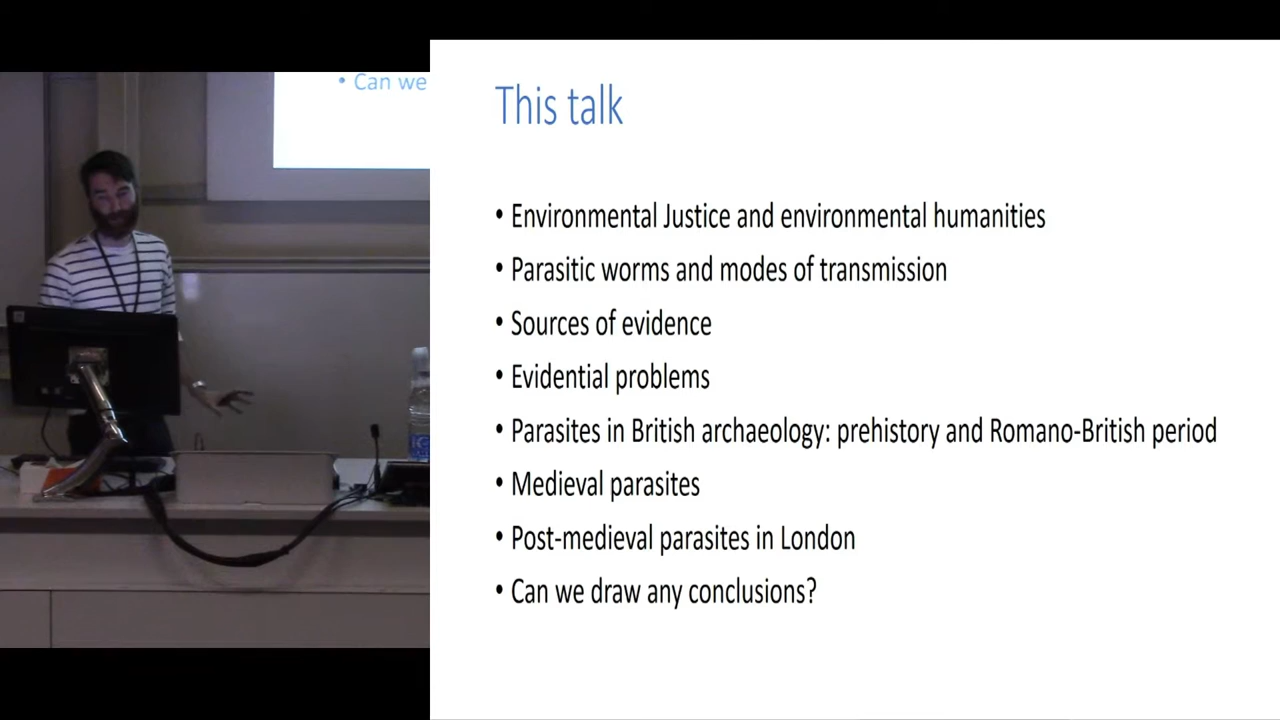 • Can we
This talk
• Environmental Justice and environmental humanities
• Parasitic worms and modes of transmission
• Sources of evidence
• Evidential problems
• Parasites in British archaeology: prehistory and Romano-British period
• Medieval parasites
• Post-medieval parasites in London
• Can we draw any conclusions?